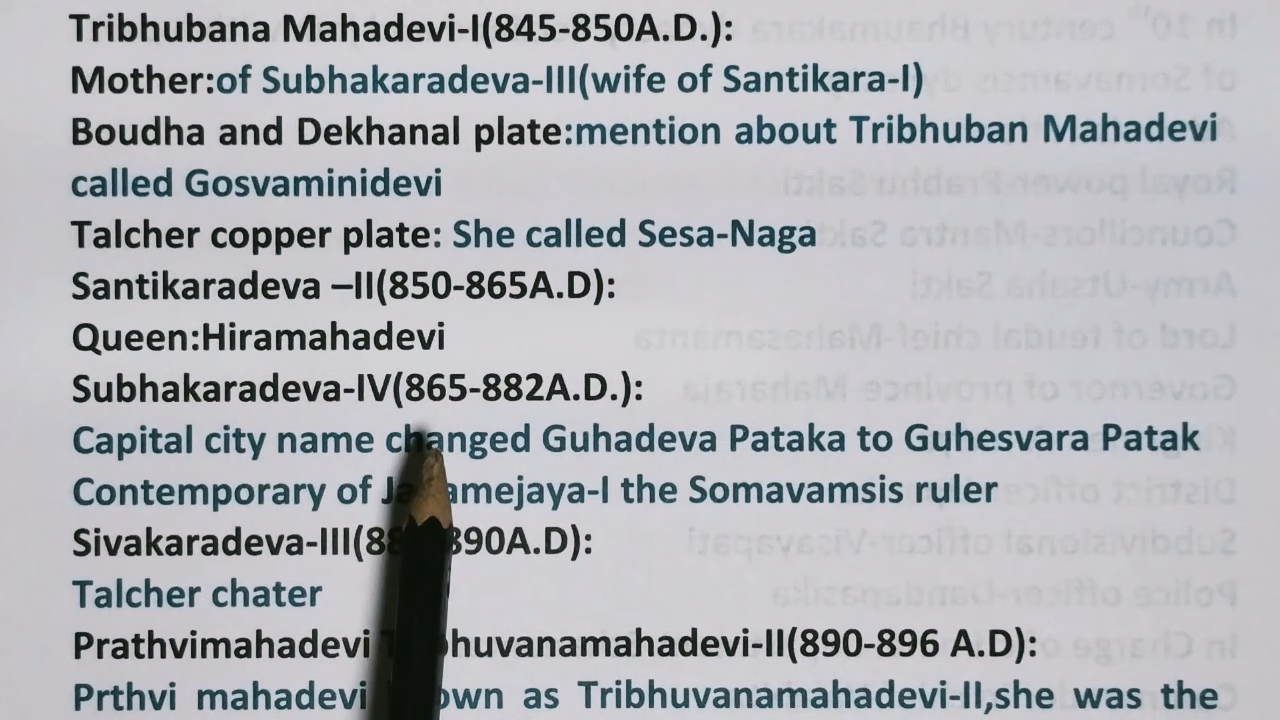 Tribhubana Mahadevi-I(845-850A.D.):
Mother:of Subhakaradeva-III(wife of Santikara-I)
Boudha and Dekhanal plate:mention about Tribhuban Mahadevi
called Gosvaminidevi
Talcher copper plate: She called Sesa-Naga
Santikaradeva –II(850-865A.D):
Queen:Hiramahadevi
Subhakaradeva-IV(865-882A.D.):
Capital city name changed Guhadeva Pataka to Guhesvara Patak
Contemporary of the Somavamsis ruler
Sivakaradeva-III( 890A.D):
Talcher chater
Prathvimahadevi (890-896 A.D):
Prthvi mahadevi as Tribhuvanamahadevi-II,she was the